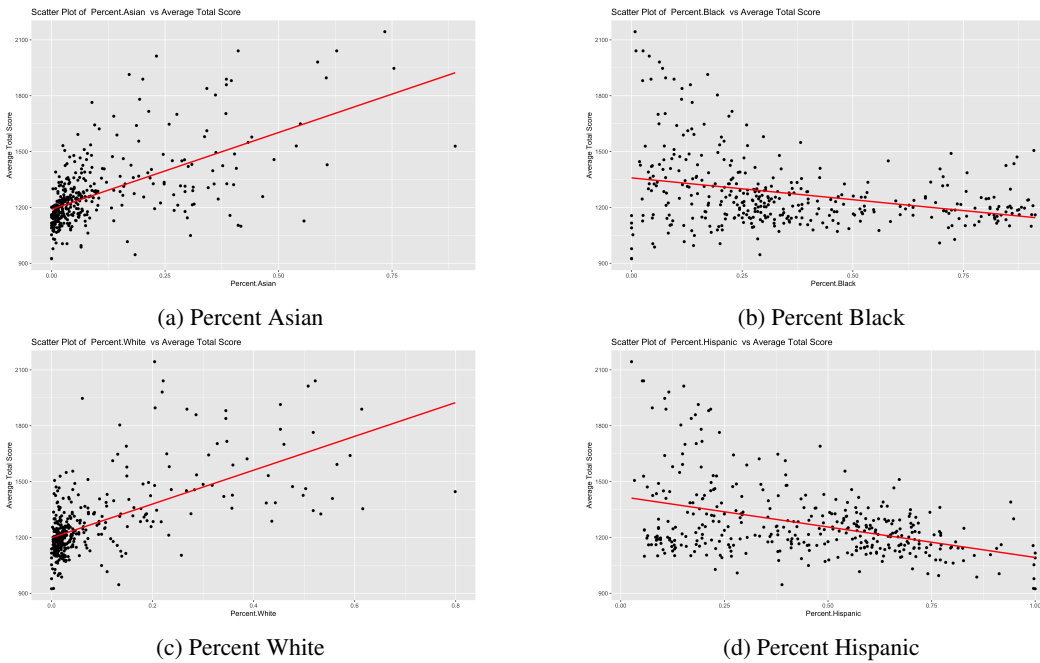 Scatter Plot of Percent.Asian vs Average Total Score
2100
1800
1500
1200
900
Average Total Score
0.00 0.25 0.50 0.75
Percent.Asian
(a) Percent Asian
Scatter Plot of Percent.Black vs Average Total Score
2100
1800
1500
1200
900
Average Total Score
0.00 0.25 0.50 0.75
Percent.Black
(b) Percent Black
Scatter Plot of Percent.White vs Average Total Score
2100
1800
1500
1200
900
Average Total Score
0.0 0.2 0.4 0.6 0.8
Percent.White
(c) Percent White
Scatter Plot of Percent.Hispanic vs Average Total Score
2100
1800
1500
1200
900
Average Total Score
0.00 0.25 0.50 0.75 1.00
Percent.Hispanic
(d) Percent Hispanic